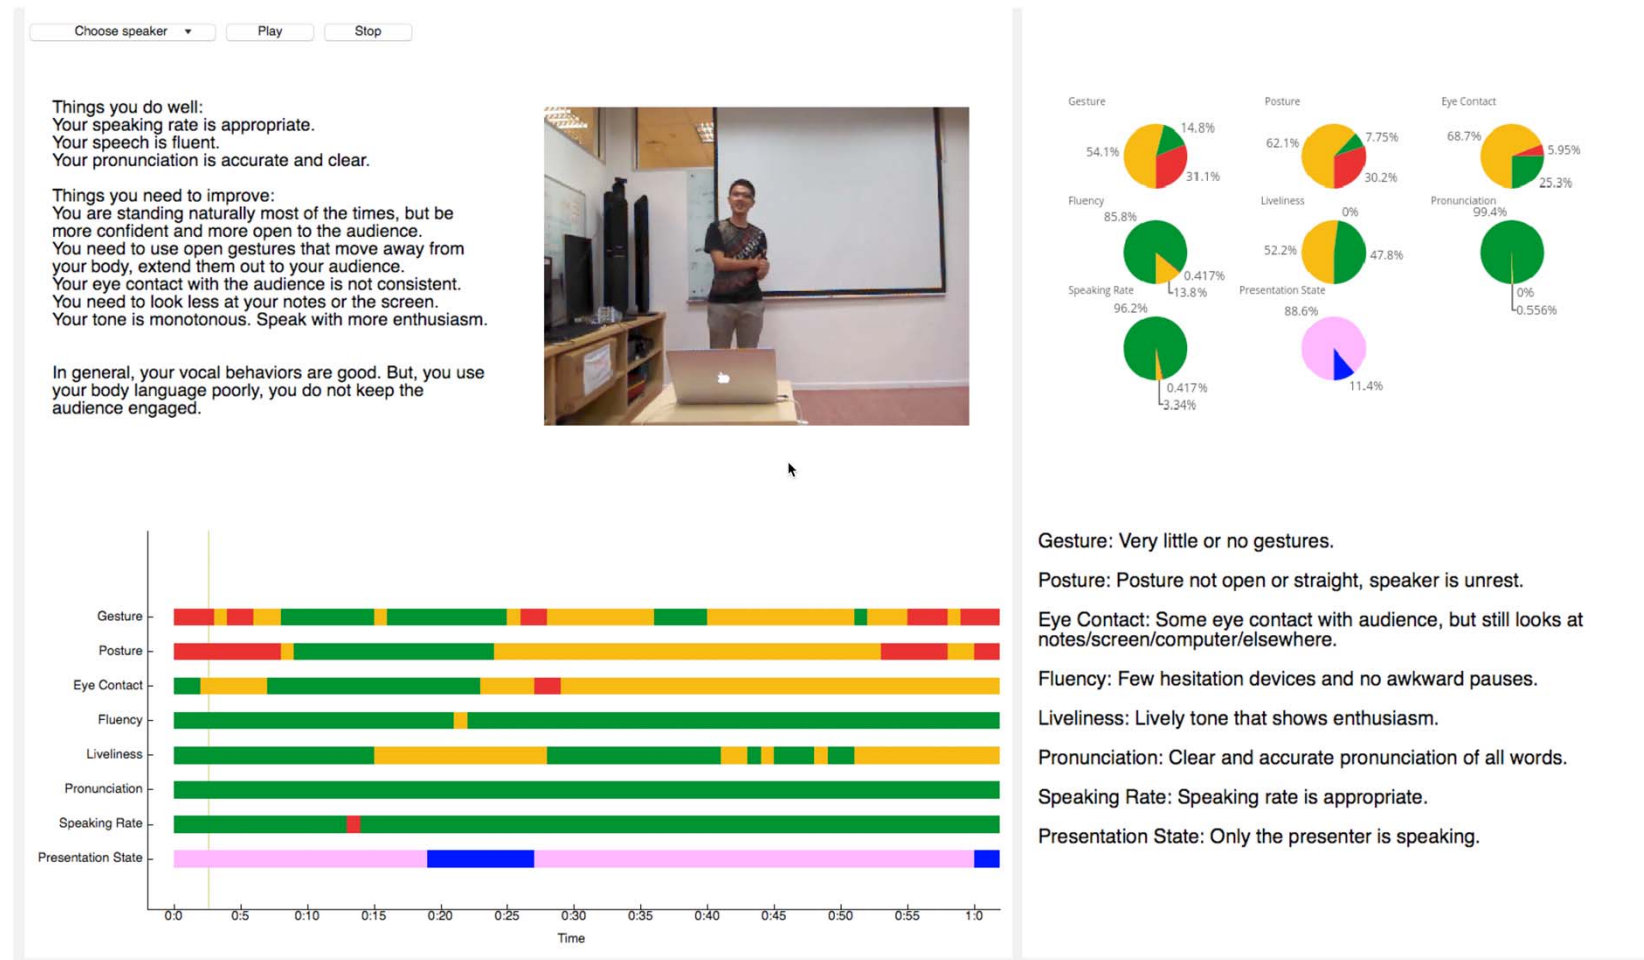 Choose speaker
Play
Stop
Things you do well:
Your speaking rate is appropriate.
Your speech is fluent.
Your pronunciation is accurate and clear.
Things you need to improve:
You are standing naturally most of the times, but be
more confident and more open to the audience.
You need to use open gestures that move away from
your body, extend them out to your audience.
Your eye contact with the audience is not consistent.
You need to look less at your notes or the screen.
Your tone is monotonous. Speak with more enthusiasm.
In general, your vocal behaviors are good. But, you use
your body language poorly, you do not keep the
audience engaged.
Gesture
14.8%
54.1%
31.1%
Posture
7.75%
62.1%
30.2%
Eye Contact
68.7%
5.95%
25.3%
Fluency
85.8%
0.417%
13.8%
Liveliness
0%
52.2%
47.8%
Pronunciation
99.4%
0%
0.556%
Speaking Rate
96.2%
0.417%
3.34%
Presentation State
88.6%
11.4%
Gesture
Posture
Eye Contact
Fluency
Liveliness
Pronunciation
Speaking Rate
Presentation State
0:0 0:5 0:10 0:15 0:20 0:25 0:30 0:35 0:40 0:45 0:50 0:55 1:0
Time
Gesture: Very little or no gestures.
Posture: Posture not open or straight, speaker is unrest.
Eye Contact: Some eye contact with audience, but still looks at
notes/screen/computer/elsewhere.
Fluency: Few hesitation devices and no awkward pauses.
Liveliness: Lively tone that shows enthusiasm.
Pronunciation: Clear and accurate pronunciation of all words.
Speaking Rate: Speaking rate is appropriate.
Presentation State: Only the presenter is speaking.